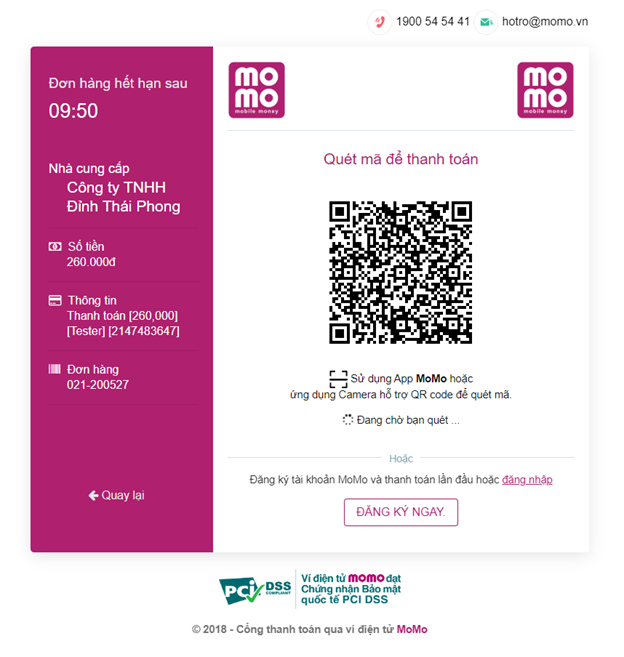 1900 54 54 41 hotro@momo.vn
Đơn hàng hết hạn sau
09:50
Nhà cung cấp
Công ty TNHH
Đỉnh Thái Phong
Số tiền
260.000đ
Thông tin
Thanh toán [260,000]
[Tester] [2147483647]
Đơn hàng
021-200527
Quay lại
mo
mo
mobile money
mo
mo
mobile money
Quét mã để thanh toán
Sử dụng App MoMo hoặc
ứng dụng Camera hỗ trợ QR code để quét mã.
Đang chờ bạn quét ...
Hoặc
Đăng ký tài khoản MoMo và thanh toán lần đầu hoặc đăng nhập
ĐĂNG KÝ NGAY.
PCI DSS
COMPLIANT
Ví điện tử momo đạt
Chứng nhận Bảo mật
quốc tế PCI DSS
© 2018 - Cổng thanh toán qua ví điện tử MoMo